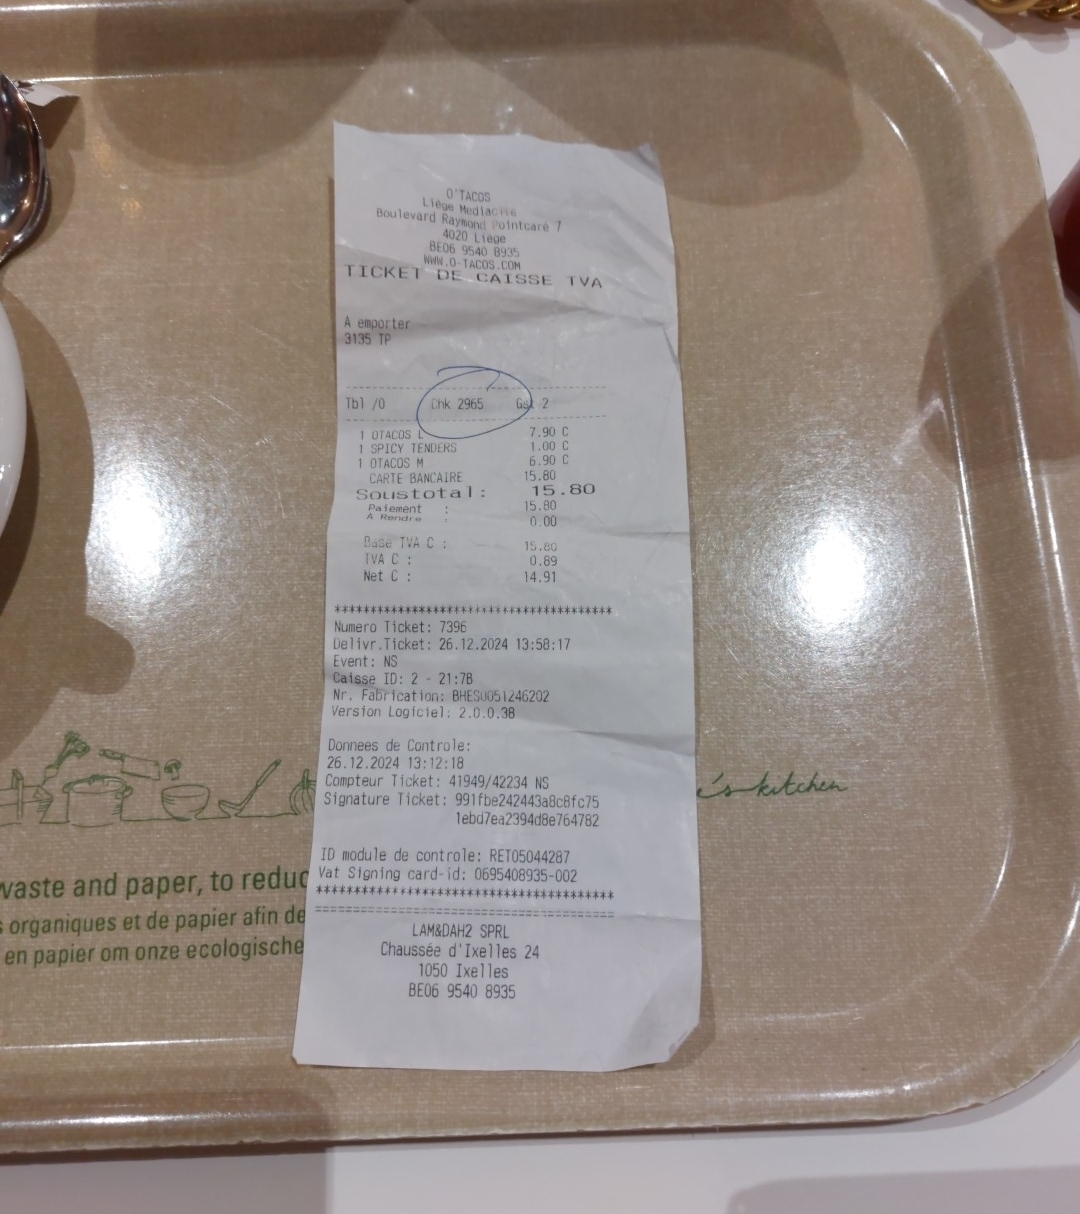 O'TACOS
Liège Mediacité
Boulevard Raymond Pointcaré 7
4020 Liège
BE06 9540 8935
WWW.O-TACOS.COM
TICKET DE CAISSE TVA
A emporter
3135 TP
Tbl /0 Chk 2965 Gst 2
1 OTACOS L 7.90 C
1 SPICY TENDERS 1.00 C
1 OTACOS M 6.90 C
CARTE BANCAIRE 15.80
Soustotal: 15.80
Paiement : 15.80
A Rendre : 0.00
Base TVA C : 15.80
TVA C : 0.89
Net C : 14.91
****************************************
Numero Ticket: 7396
Delivr.Ticket: 26.12.2024 13:58:17
Event: NS
Caisse ID: 2 - 21:7B
Nr. Fabrication: BHESU051246202
Version Logiciel: 2.0.0.3B
Donnees de Controle:
26.12.2024 13:12:18
Compteur Ticket: 41949/42234 NS
Signature Ticket: 991fbe242443a8c8fc75
1ebd7ea2394d8e764782
ID module de controle: RET05044287
Vat Signing card-id: 0695408935-002
****************************************
========================================
LAM&DAH2 SPRL
Chaussée d'Ixelles 24
1050 Ixelles
BE06 9540 8935
's kitchen
waste and paper, to reduc
s organiques et de papier afin de
en papier om onze ecologische